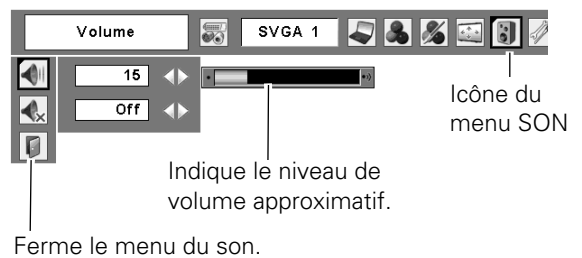 Volume
SVGA 1
15
Off
Icône du
menu SON
Indique le niveau de
volume approximatif.
Ferme le menu du son.